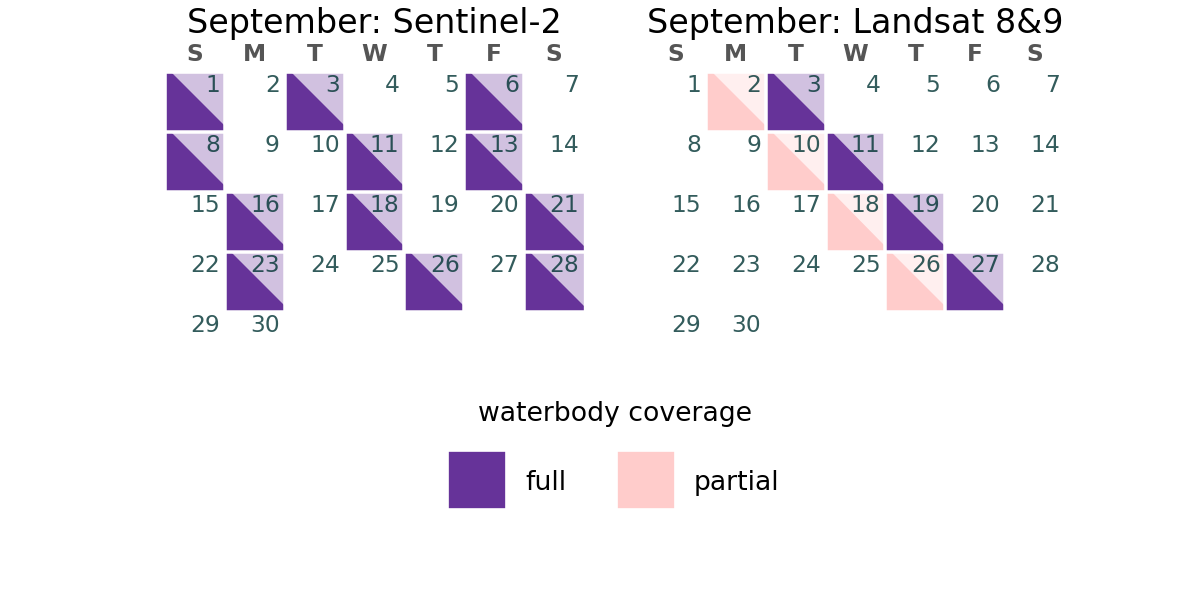 September: Sentinel-2
S M T W T F S
1 2 3 4 5 6 7
8 9 10 11 12 13 14
15 16 17 18 19 20 21
22 23 24 25 26 27 28
29 30
September: Landsat 8&9
S M T W T F S
1 2 3 4 5 6 7
8 9 10 11 12 13 14
15 16 17 18 19 20 21
22 23 24 25 26 27 28
29 30
waterbody coverage
full partial